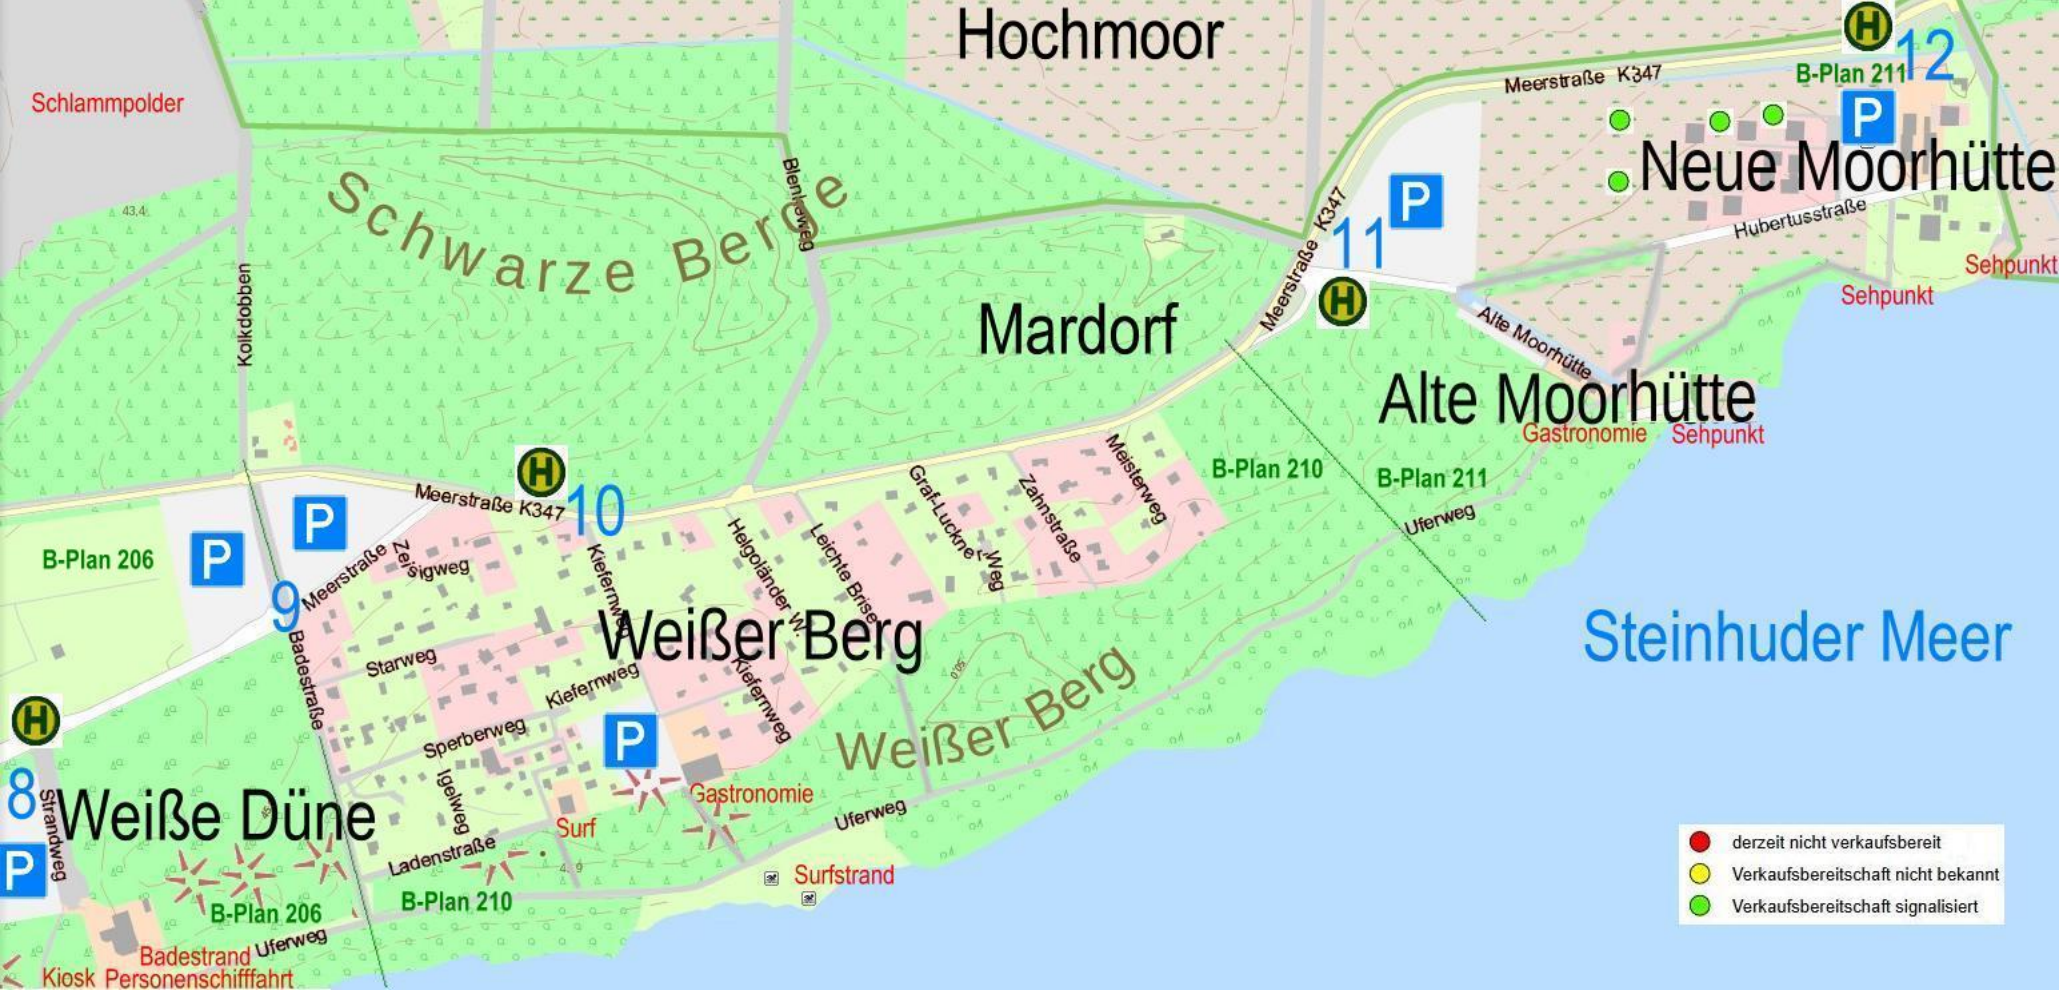 Hochmoor
H
12
Meerstraße K347
B-Plan 211
P
Schlammpolder
Neue Moorhütte
Hubertusstraße
Sehpunkt
Sehpunkt
43,4
Schwarze Berge
Kolkdobben
Meerstraße K347
11
P
H
Mardorf
Alte Moorhütte
Alte Moorhütte
Gastronomie
Sehpunkt
H
10
Meerstraße K347
B-Plan 210
B-Plan 211
Uferweg
Meisterweg
Zahnstraße
Graf-Luckner-Weg
Leichte Brise
Helgoländer W.
Kiefernweg
P
P
B-Plan 206
9
Meerstraße
Zeisigweg
Weißer Berg
Steinhuder Meer
Badestraße
Starweg
Kiefernweg
Kiefernweg
Sperberweg
Weißer Berg
H
P
Igelweg
Gastronomie
8
Strandweg
Weiße Düne
Surf
Uferweg
Ladenstraße
P
Surfstrand
B-Plan 210
B-Plan 206
Uferweg
Badestrand
Kiosk Personenschifffahrt
derzeit nicht verkaufsbereit
Verkaufsbereitschaft nicht bekannt
Verkaufsbereitschaft signalisiert